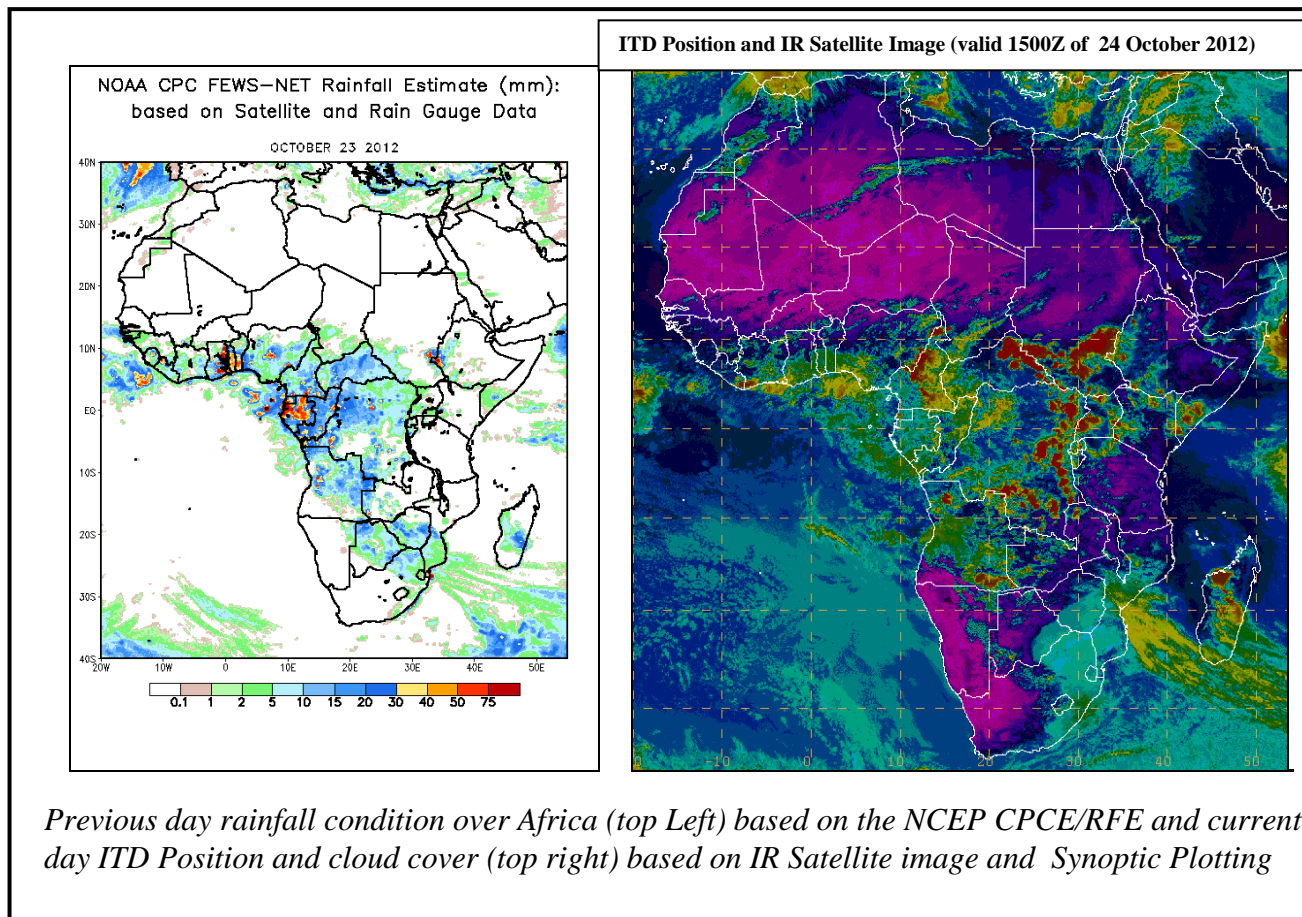 ITD Position and IR Satellite Image (valid 1500Z of 24 October 2012)
NOAA CPC FEWS-NET Rainfall Estimate (mm):
based on Satellite and Rain Gauge Data
OCTOBER 23 2012
40N
30N
20N
10N
EQ
10S
20S
30S
40S
20W 10W 0 10E 20E 30E 40E 50E
0.1 1 2 5 10 15 20 30 40 50 75
-10 0 10 20 30 40 50
Previous day rainfall condition over Africa (top Left) based on the NCEP CPCE/RFE and current
day ITD Position and cloud cover (top right) based on IR Satellite image and Synoptic Plotting